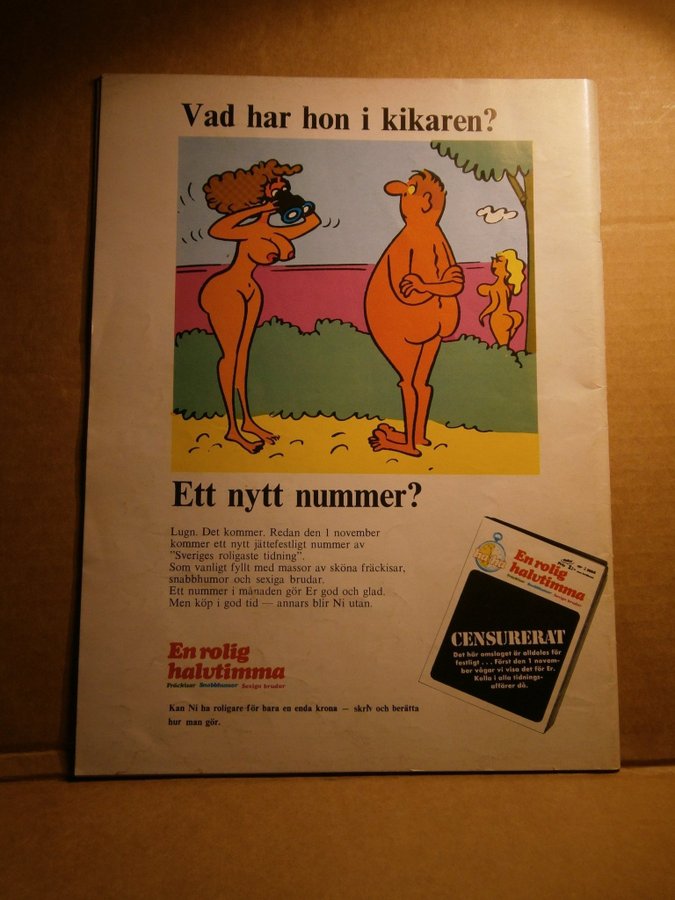 Vad har hon i kikaren?
Ett nytt nummer?
Lugn. Det kommer. Redan den 1 november
kommer ett nytt jättefestligt nummer av
"Sveriges roligaste tidning".
Som vanligt fyllt med massor av sköna fräckisar,
snabbhumor och sexiga brudar.
Ett nummer i månaden gör Er god och glad.
Men köp i god tid — annars blir Ni utan.
En rolig
halvtimma
Fräckisar Snabbhumor Sexiga brudar
Kan Ni ha roligare för bara en enda krona — skriv och berätta
hur man gör.
En rolig
halvtimma
Fräckisar Snabbhumor Sexiga brudar
CENSURERAT
Det här omslaget är alldeles för
festligt . . . Först den 1 novem-
ber vågar vi visa det för Er.
Kolla i alla tidnings-
affärer då.